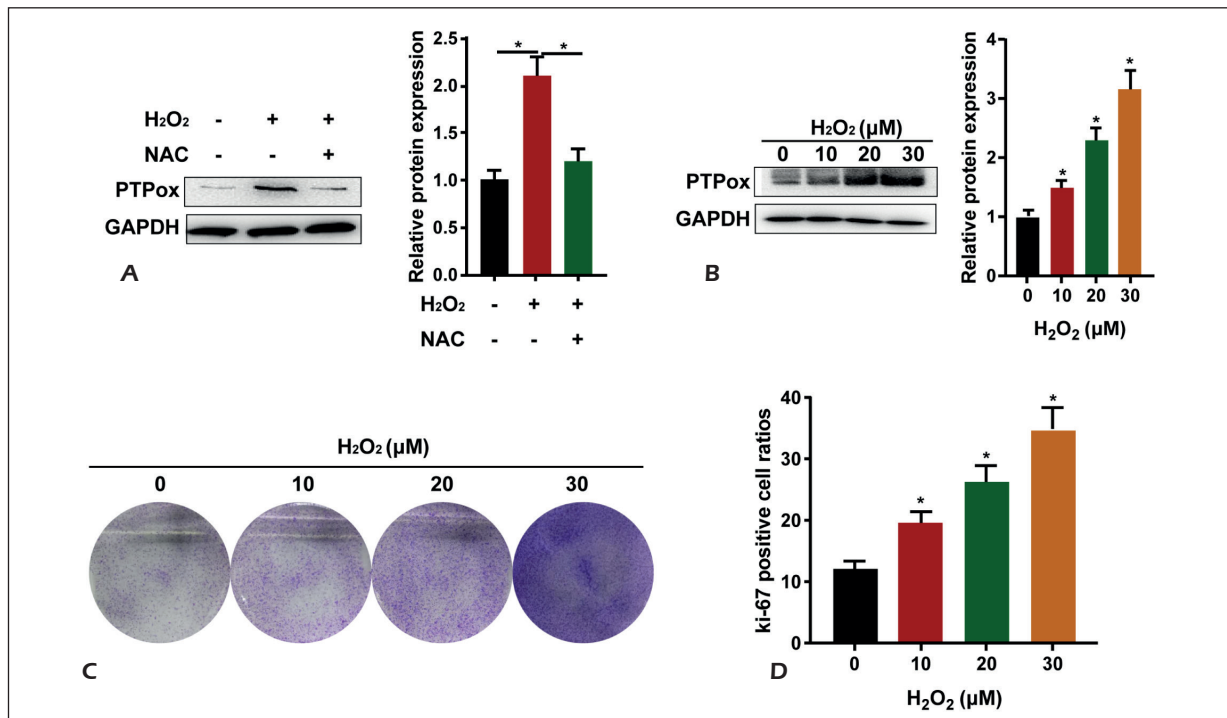 H₂O₂ - + +
NAC - - +
PTPox
GAPDH
A
Relative protein expression
2.5
2.0
1.5
1.0
0.5
0.0
* *
H₂O₂ - + +
NAC - - +
H₂O₂ (μM)
0 10 20 30
PTPox
GAPDH
B
Relative protein expression
4
3
2
1
0
* * *
0 10 20 30
H₂O₂ (μM)
H₂O₂ (μM)
0 10 20 30
C
ki-67 positive cell ratios
40
30
20
10
0
* * *
0 10 20 30
H₂O₂ (μM)
D